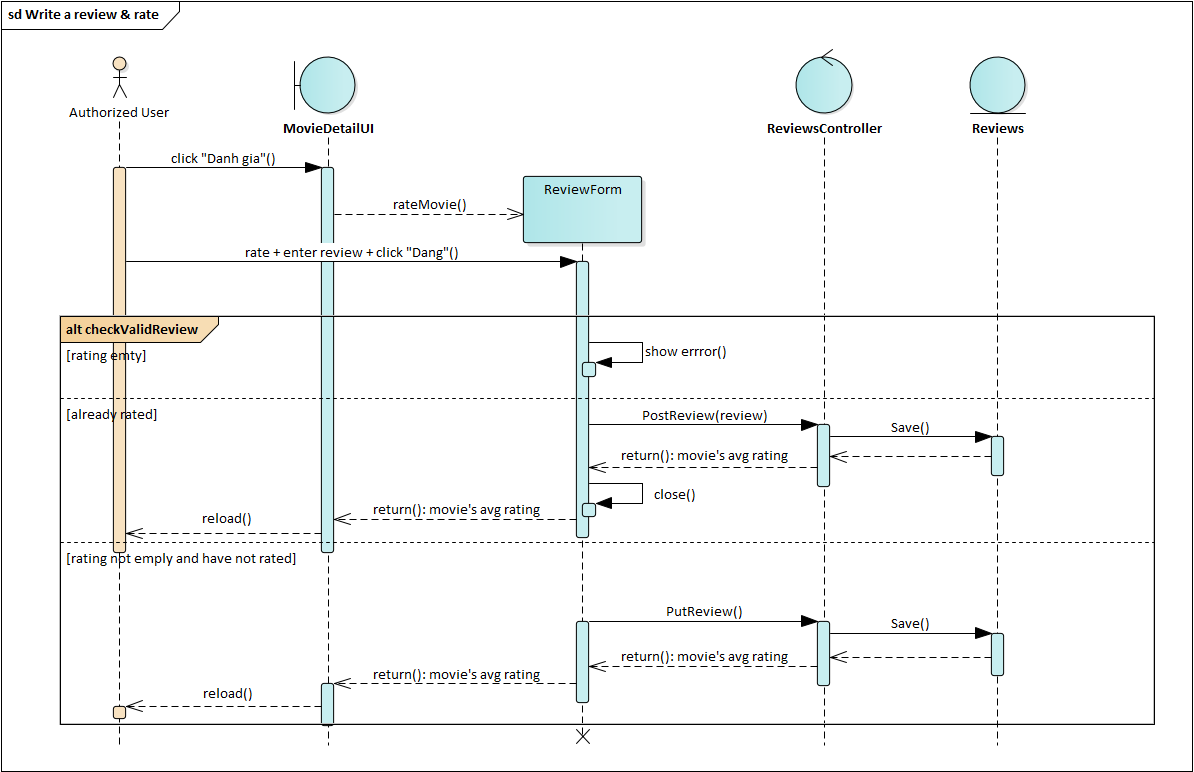 sd Write a review & rate
Authorized User
MovieDetailUI
ReviewsController
Reviews
click "Danh gia"()
ReviewForm
rateMovie()
rate + enter review + click "Dang"()
alt checkValidReview
[rating emty]
show errror()
[already rated]
PostReview(review)
Save()
return(): movie's avg rating
close()
return(): movie's avg rating
reload()
[rating not emply and have not rated]
PutReview()
Save()
return(): movie's avg rating
return(): movie's avg rating
reload()